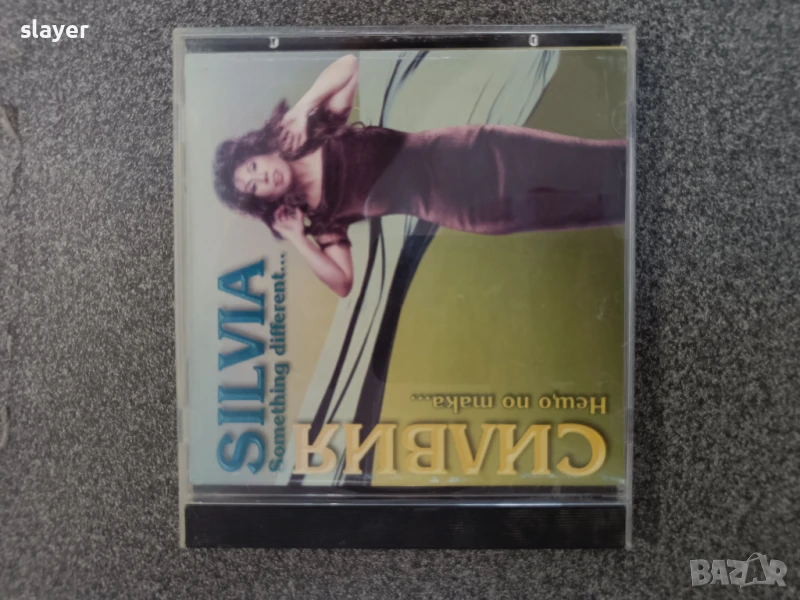 slayer
SILVIA
Something different...
СИЛВИЯ
Нещо по така...
BAZAR